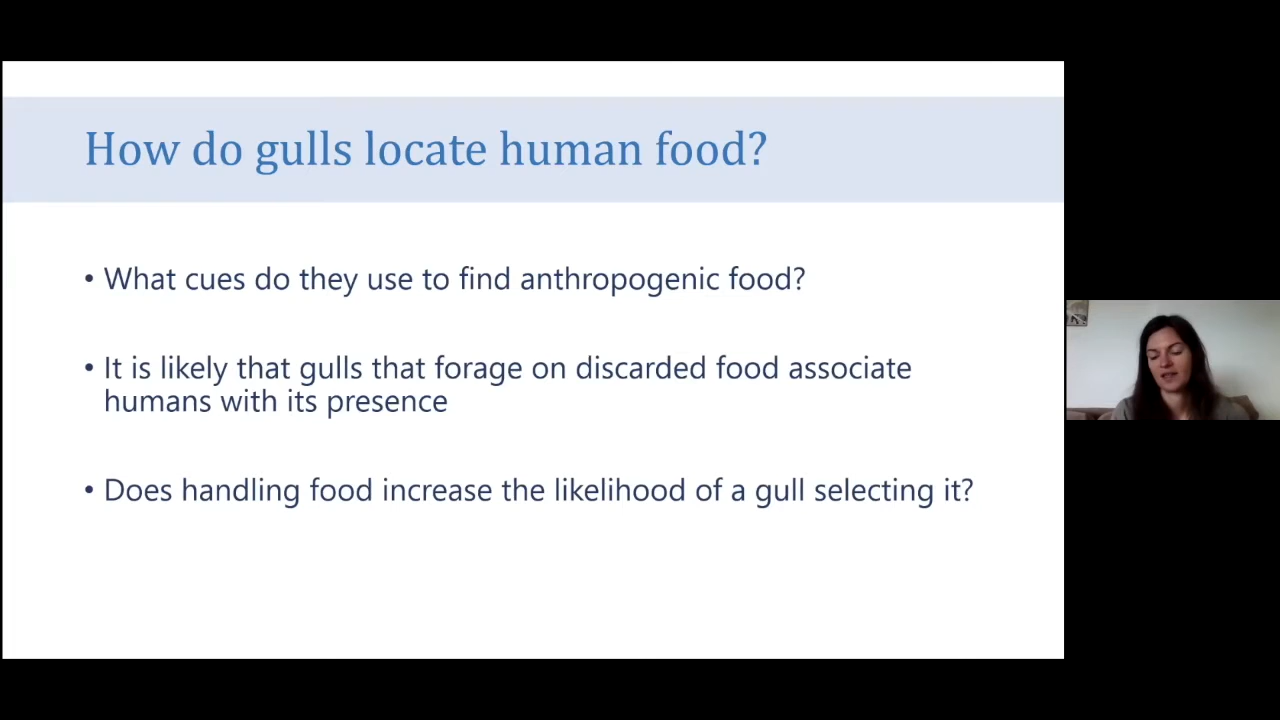 How do gulls locate human food?
• What cues do they use to find anthropogenic food?
• It is likely that gulls that forage on discarded food associate
humans with its presence
• Does handling food increase the likelihood of a gull selecting it?